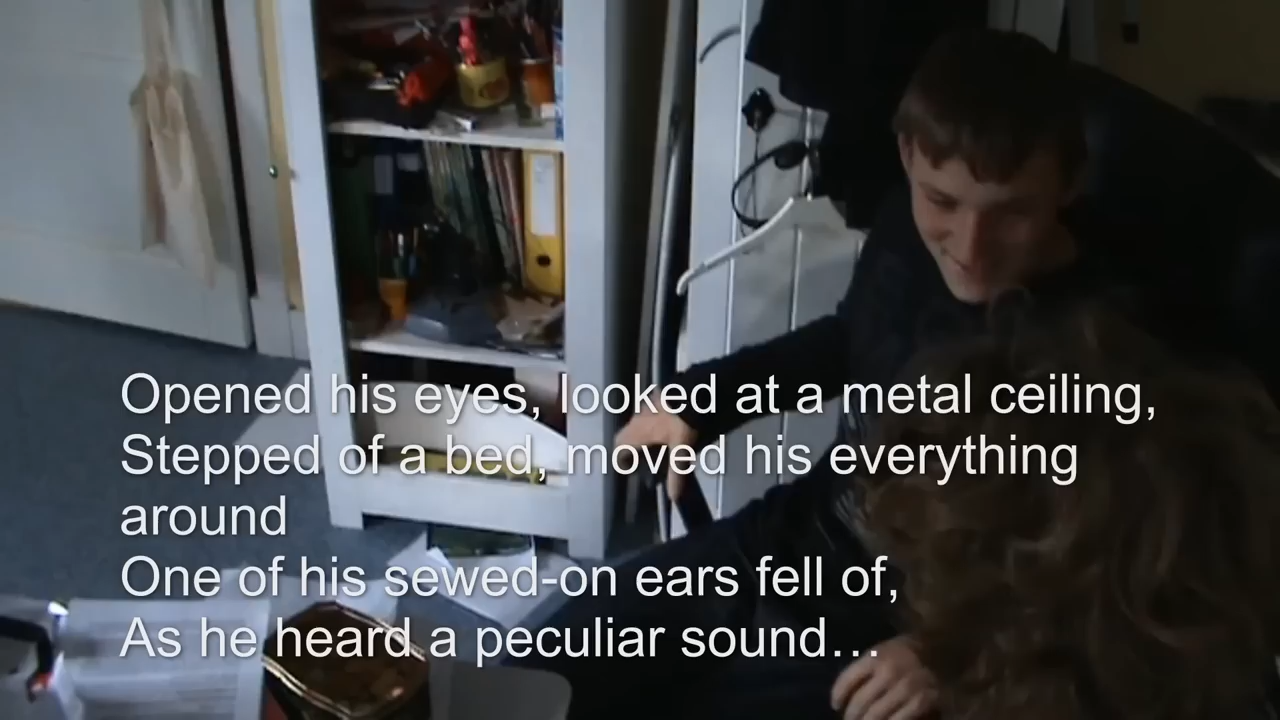 Opened his eyes, looked at a metal ceiling,
Stepped of a bed, moved his everything
around
One of his sewed-on ears fell of,
As he heard a peculiar sound…